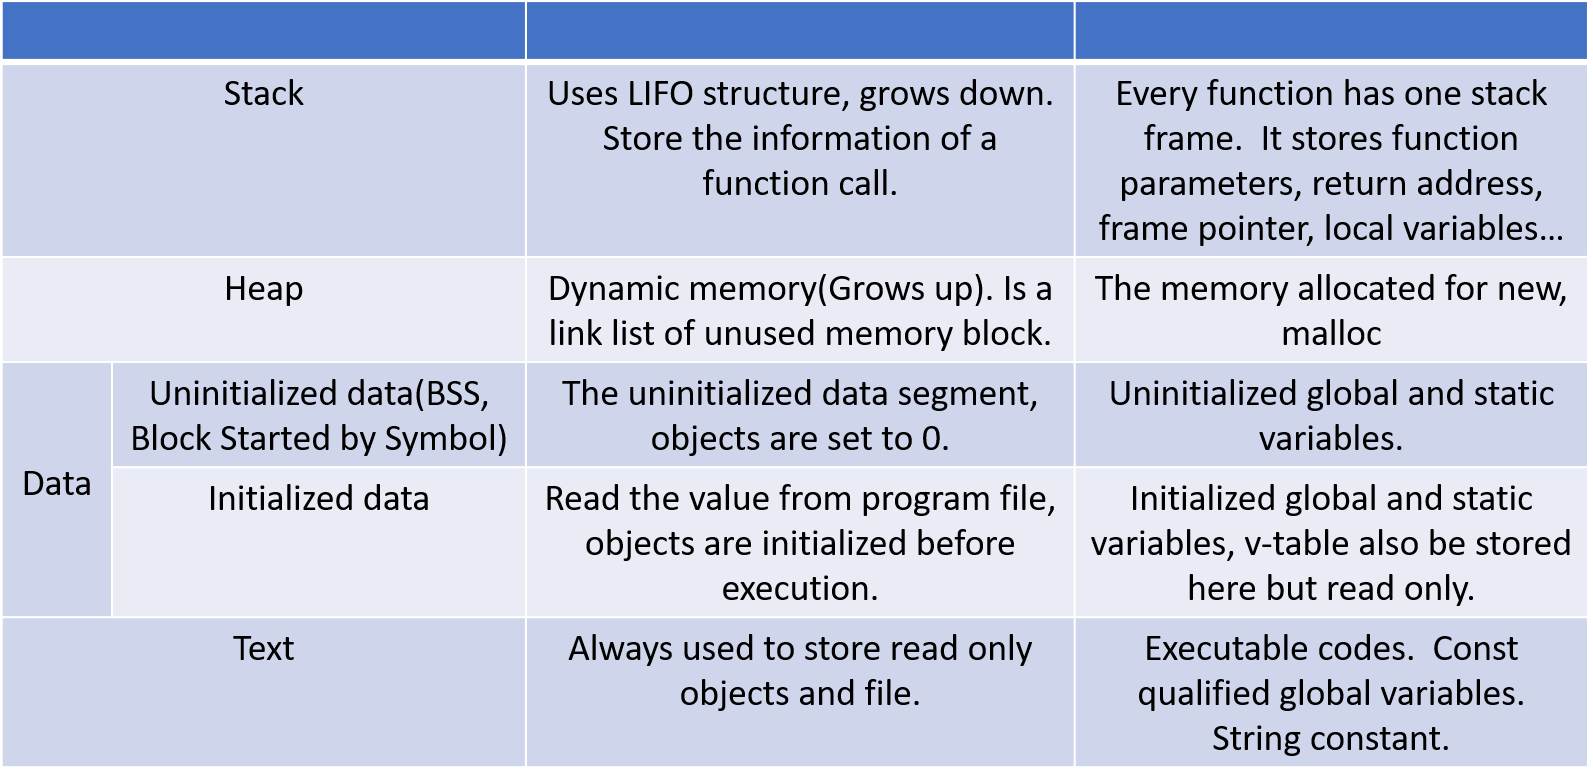 Stack
Uses LIFO structure, grows down.
Store the information of a
function call.
Every function has one stack
frame.  It stores function
parameters, return address,
frame pointer, local variables...
Heap
Dynamic memory(Grows up). Is a
link list of unused memory block.
The memory allocated for new,
malloc
Data
Uninitialized data(BSS,
Block Started by Symbol)
The uninitialized data segment,
objects are set to 0.
Uninitialized global and static
variables.
Initialized data
Read the value from program file,
objects are initialized before
execution.
Initialized global and static
variables, v-table also be stored
here but read only.
Text
Always used to store read only
objects and file.
Executable codes.  Const
qualified global variables.
String constant.